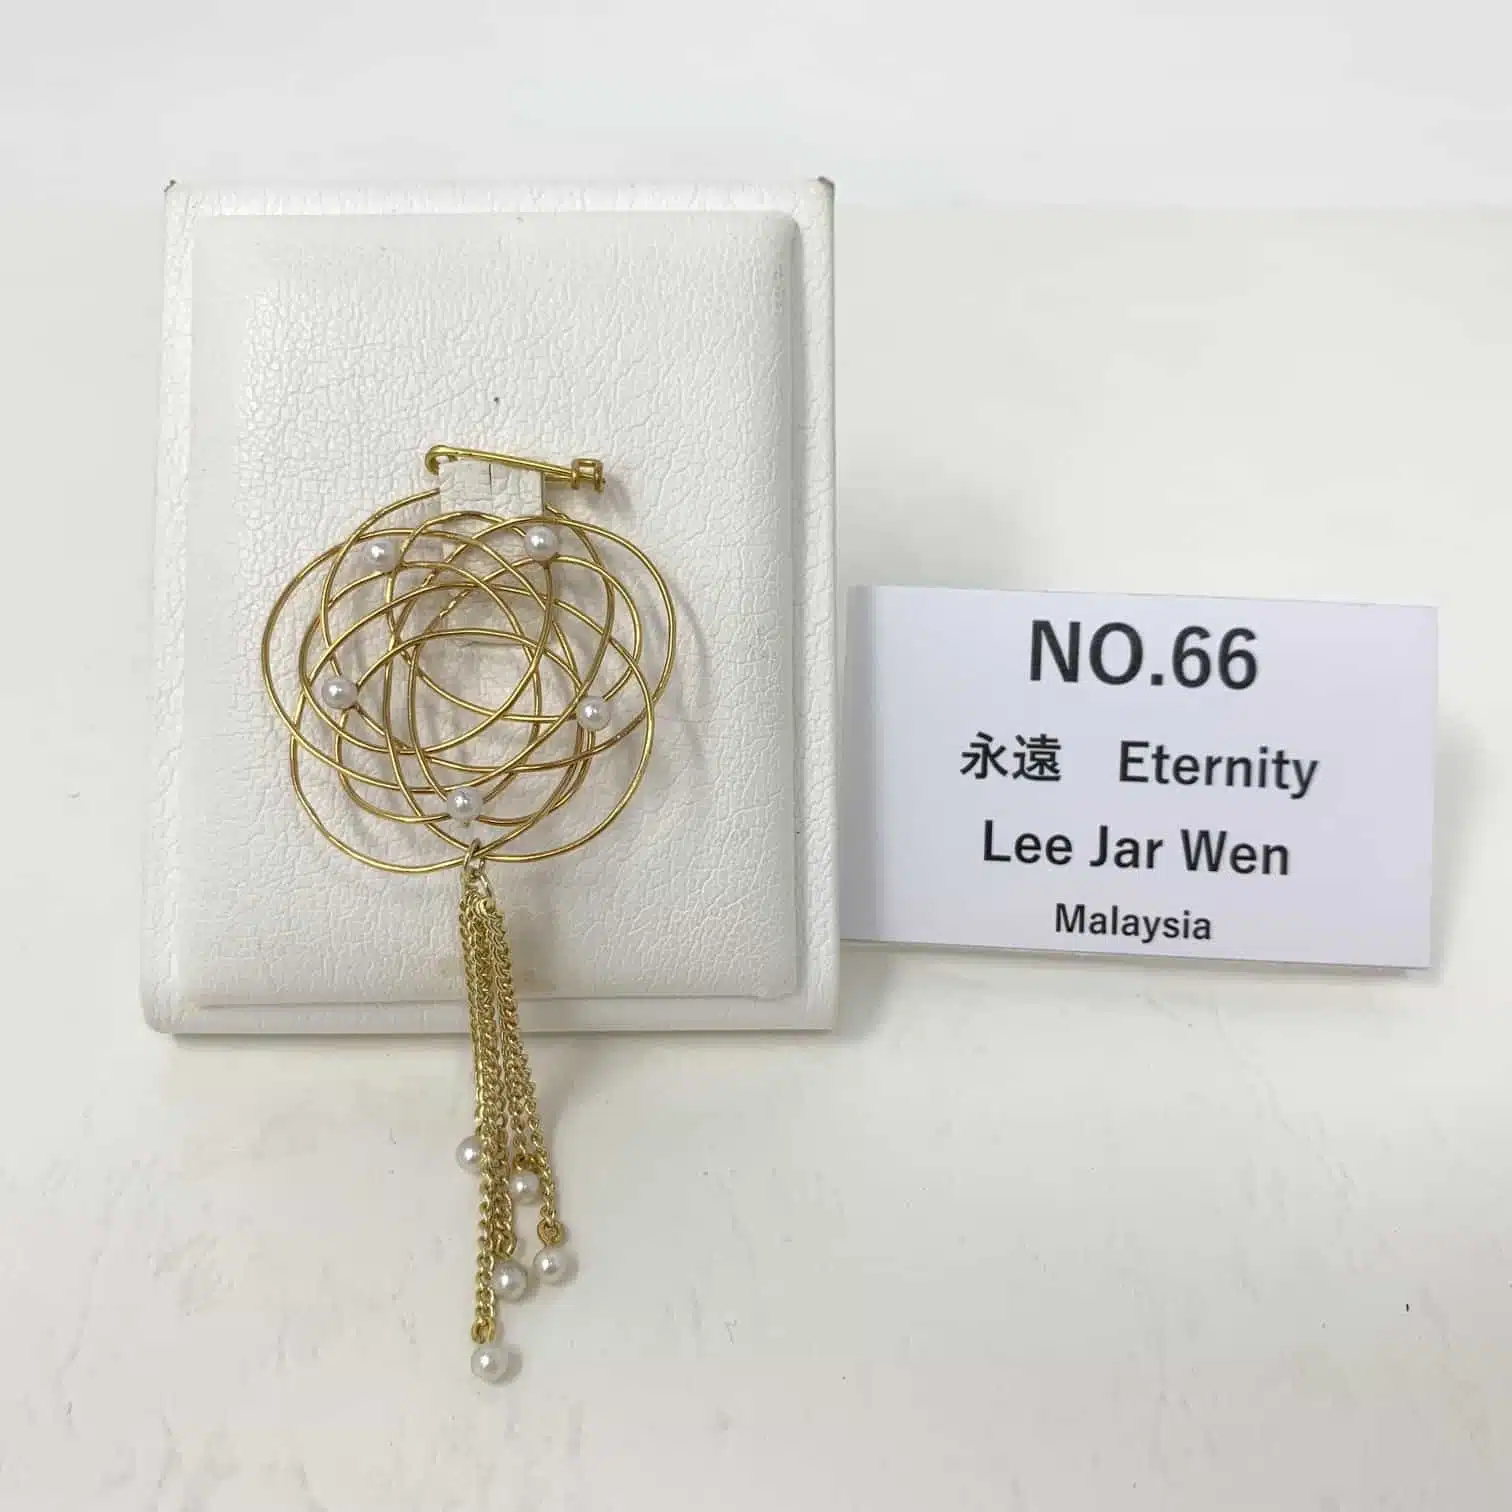 NO.66
永遠　Eternity
Lee Jar Wen
Malaysia